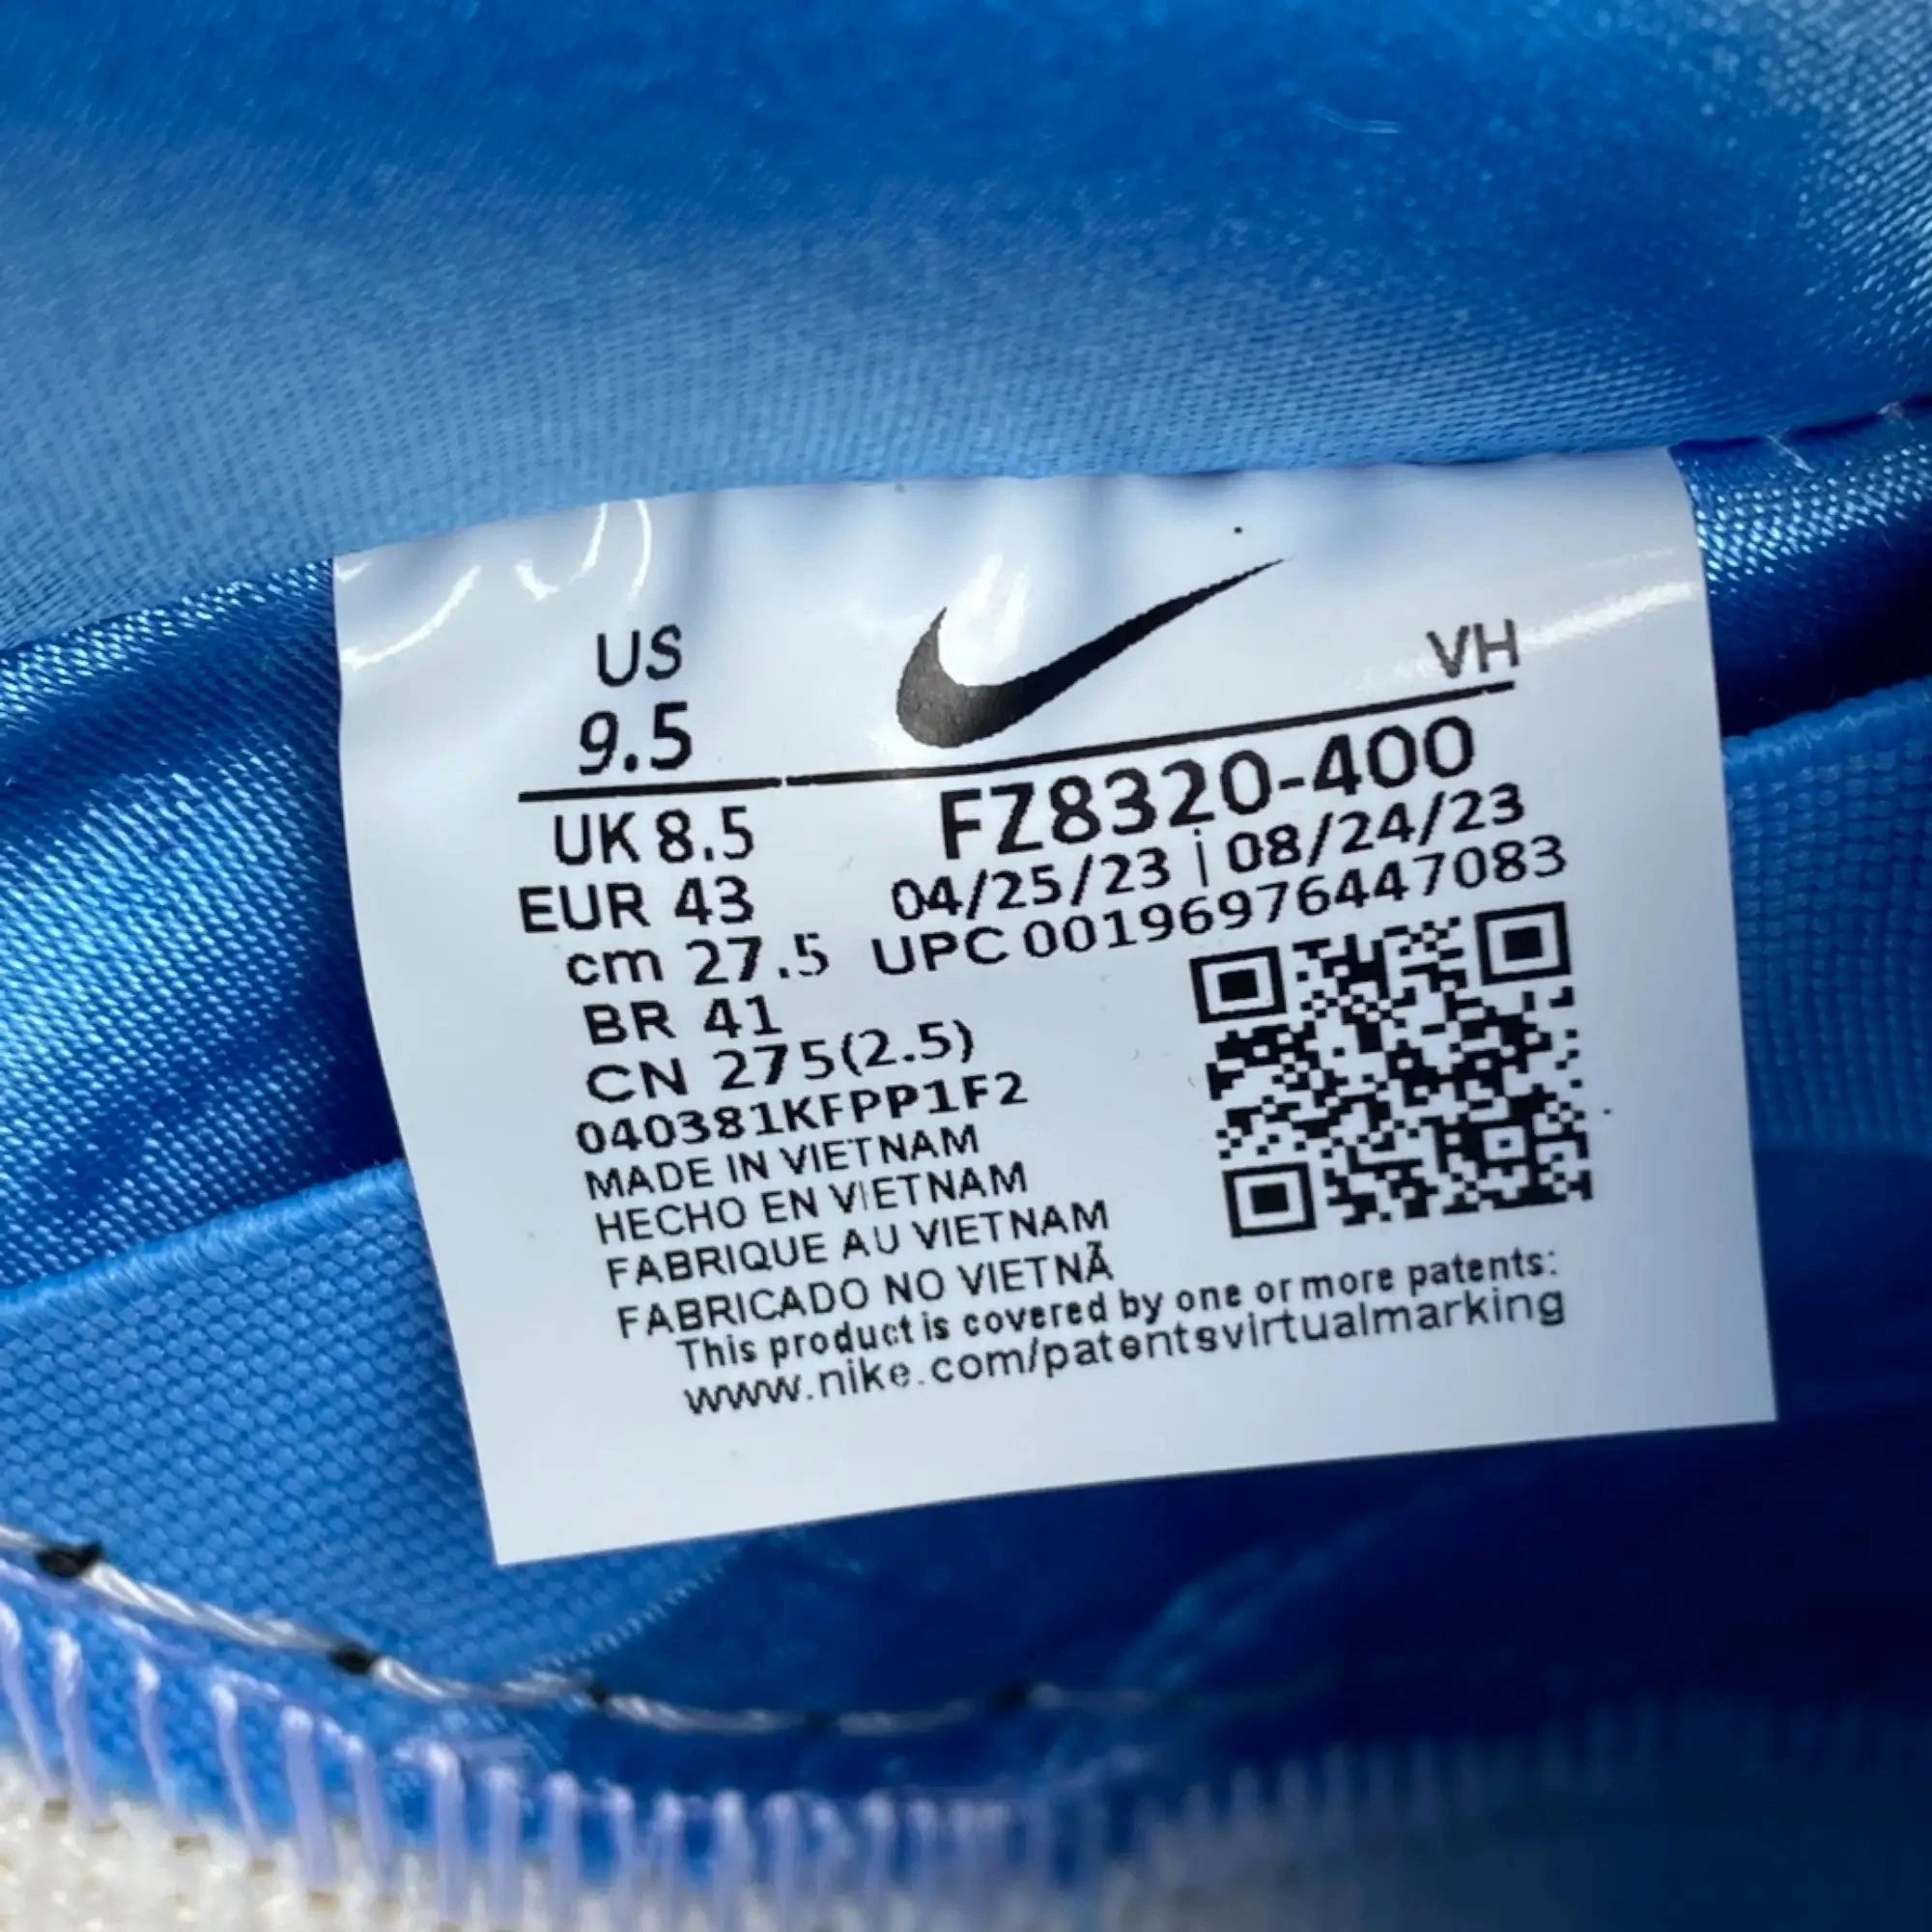 US
9.5
VH
UK 8.5
EUR 43
cm 27.5
BR 41
CN 275(2.5)
FZ8320-400
04/25/23 | 08/24/23
UPC 00196976447083
040381KFPP1F2
MADE IN VIETNAM
HECHO EN VIETNAM
FABRIQUE AU VIETNAM
FABRICADO NO VIETNÃ
This product is covered by one or more patents:
www.nike.com/patentsvirtualmarking